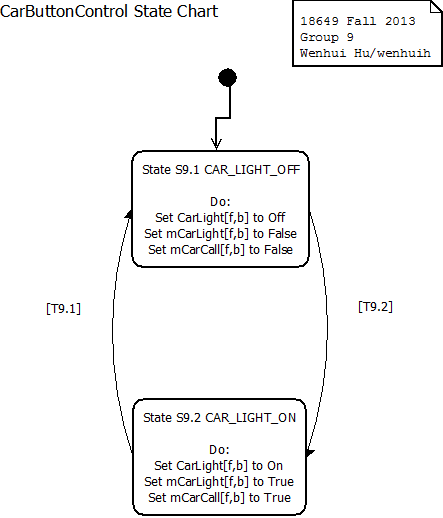 CarButtonControl State Chart
18649 Fall 2013
Group 9
Wenhui Hu/wenhuih
State S9.1 CAR_LIGHT_OFF
Do:
Set CarLight[f,b] to Off
Set mCarLight[f,b] to False
Set mCarCall[f,b] to False
[T9.1]
[T9.2]
State S9.2 CAR_LIGHT_ON
Do:
Set CarLight[f,b] to On
Set mCarLight[f,b] to True
Set mCarCall[f,b] to True